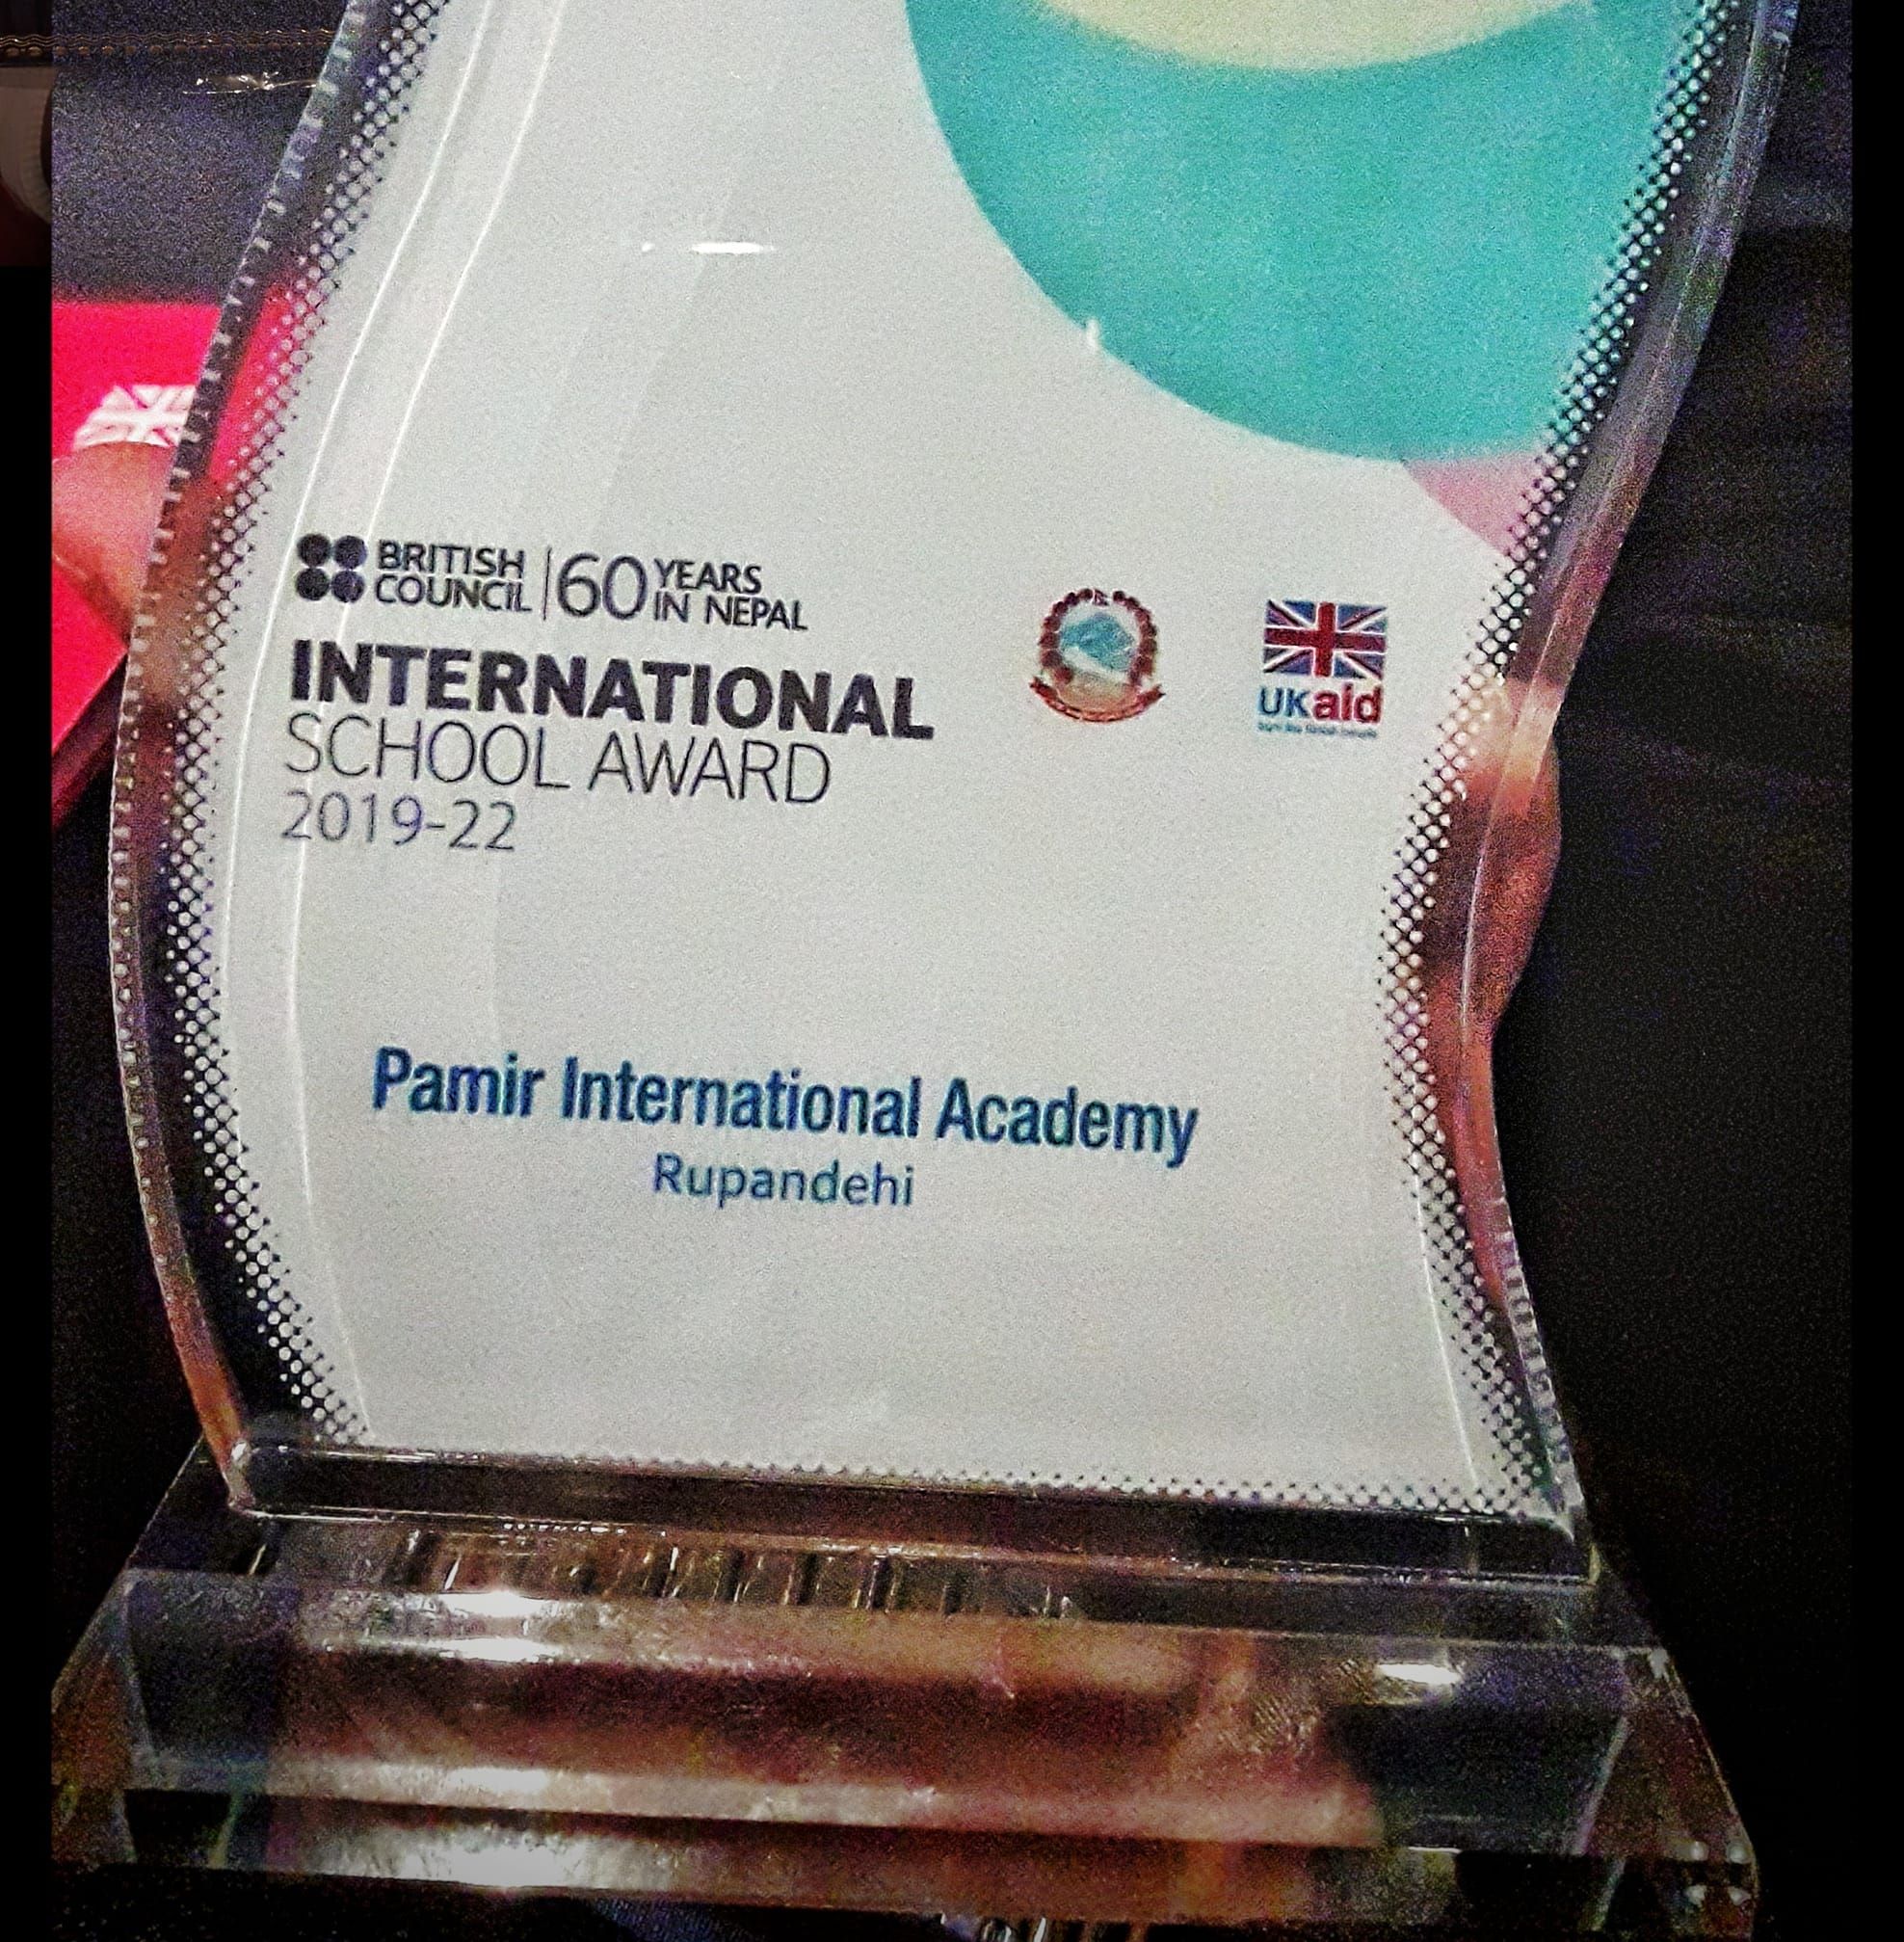 BRITISH
COUNCIL
60 YEARS
IN NEPAL
INTERNATIONAL
SCHOOL AWARD
2019-22
UKaid
Pamir International Academy
Rupandehi